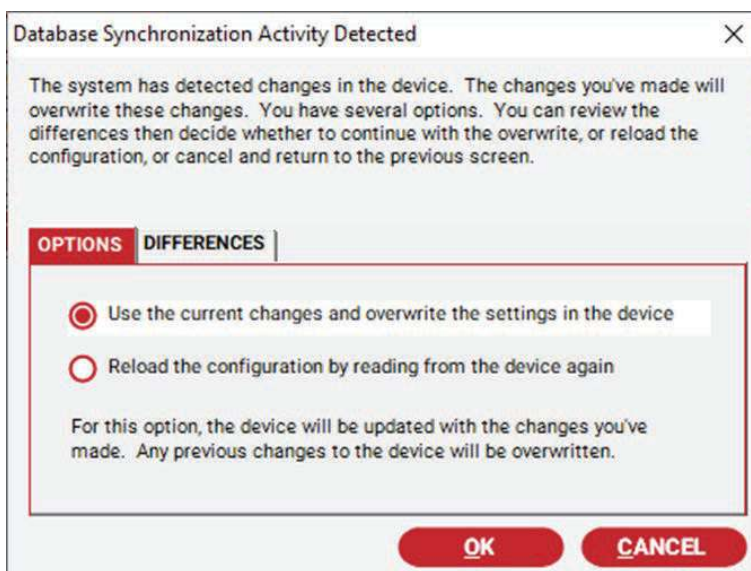 Database Synchronization Activity Detected
The system has detected changes in the device. The changes you've made will
overwrite these changes. You have several options. You can review the
differences then decide whether to continue with the overwrite, or reload the
configuration, or cancel and return to the previous screen.
OPTIONS DIFFERENCES
Use the current changes and overwrite the settings in the device
Reload the configuration by reading from the device again
For this option, the device will be updated with the changes you've
made. Any previous changes to the device will be overwritten.
OK CANCEL